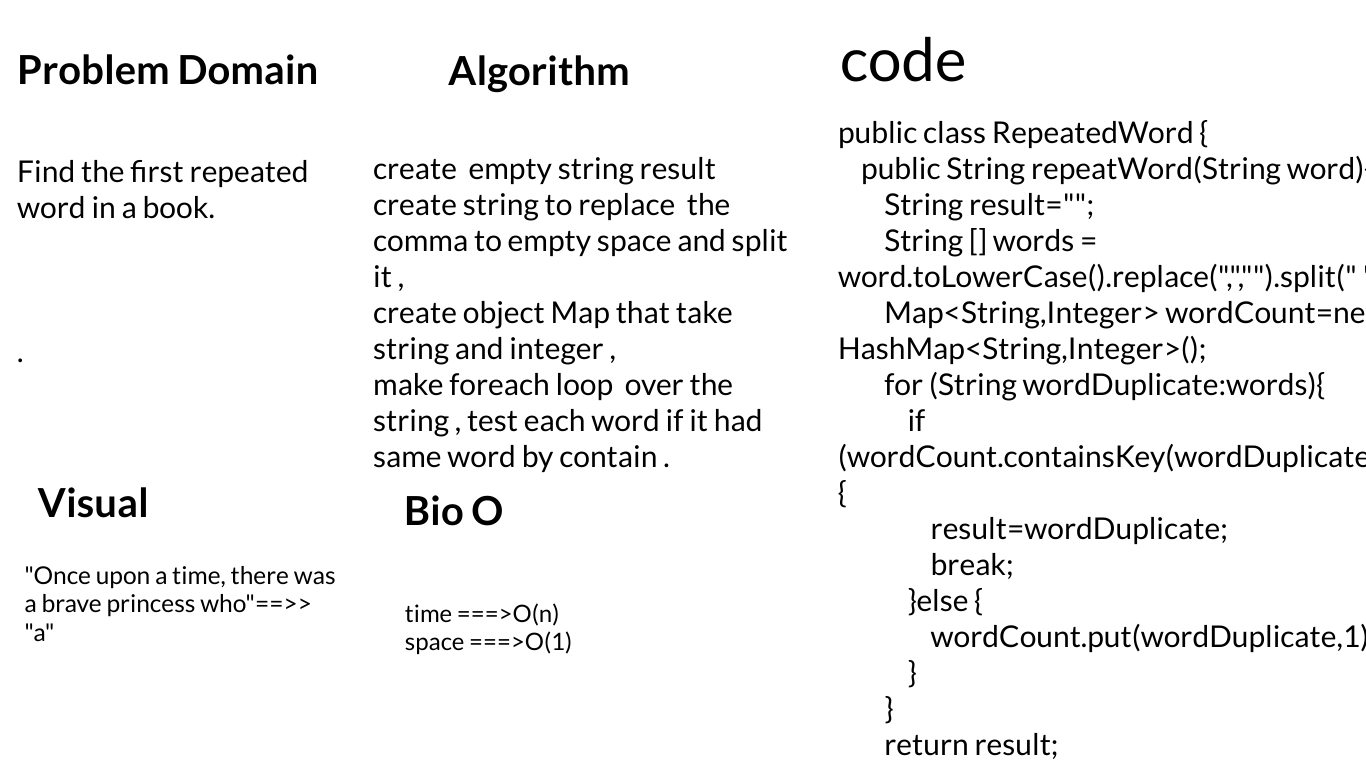 Problem Domain
Find the first repeated
word in a book.
.
Visual
"Once upon a time, there was
a brave princess who"==>>
"a"
Algorithm
create  empty string result
create string to replace  the
comma to empty space and split
it ,
create object Map that take
string and integer ,
make foreach loop  over the
string , test each word if it had
same word by contain .
Bio O
time ===>O(n)
space ===>O(1)
code
public class RepeatedWord {
public String repeatWord(String word)
String result="";
String [] words =
word.toLowerCase().replace(",","").split(" "
Map<String,Integer> wordCount=ne
HashMap<String,Integer>();
for (String wordDuplicate:words){
if
(wordCount.containsKey(wordDuplicate
{
result=wordDuplicate;
break;
}else {
wordCount.put(wordDuplicate,1)
}
}
return result;